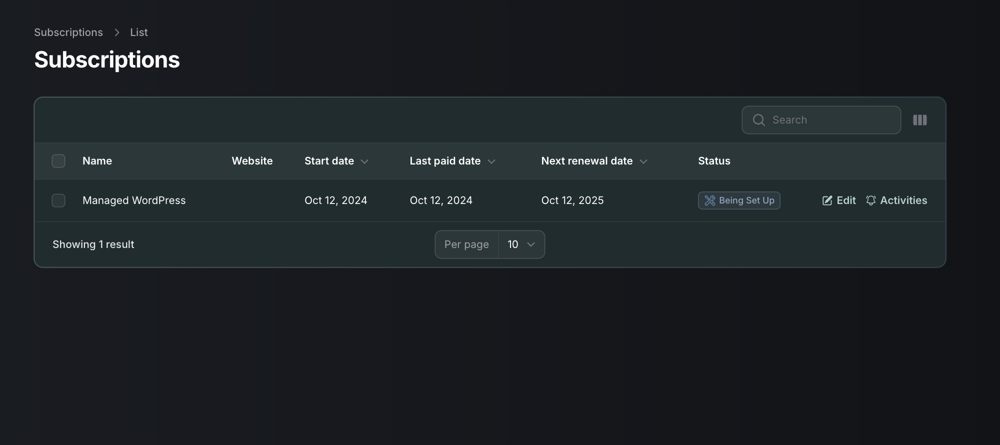 Subscriptions > List
Subscriptions
Search
Name Website Start date Last paid date Next renewal date Status
Managed WordPress Oct 12, 2024 Oct 12, 2024 Oct 12, 2025 Being Set Up Edit Activities
Showing 1 result Per page 10